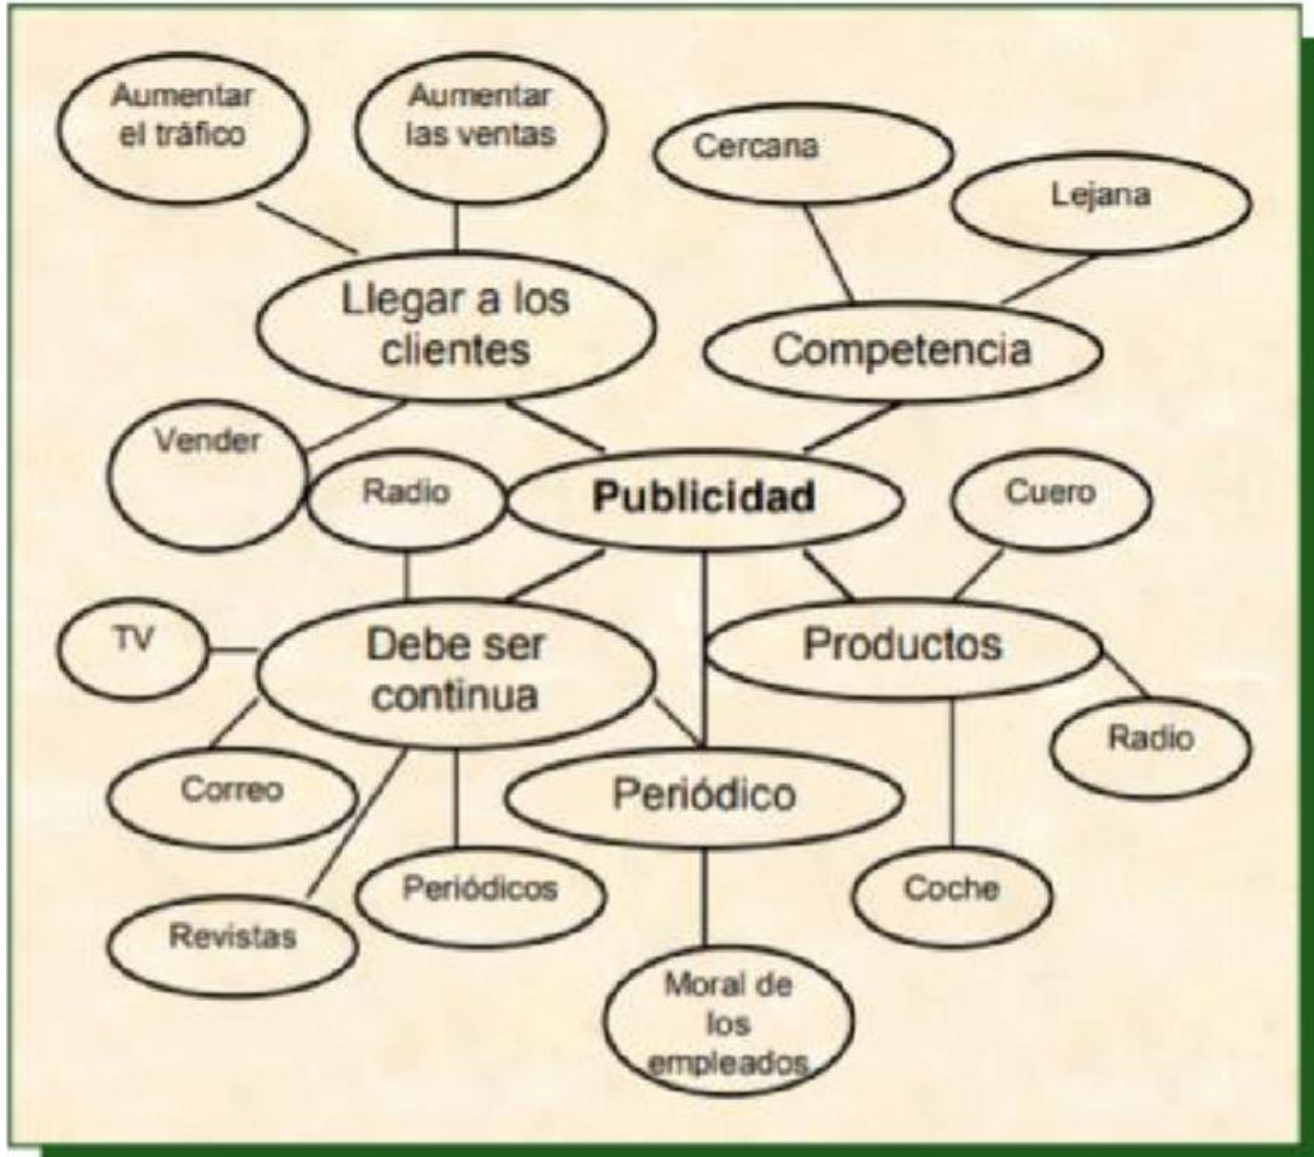 Aumentar
el tráfico
Aumentar
las ventas
Cercana
Lejana
Llegar a los
clientes
Competencia
Vender
Radio
Publicidad
Cuero
TV
Debe ser
continua
Productos
Radio
Correo
Periódico
Periódicos
Coche
Revistas
Moral de
los
empleados